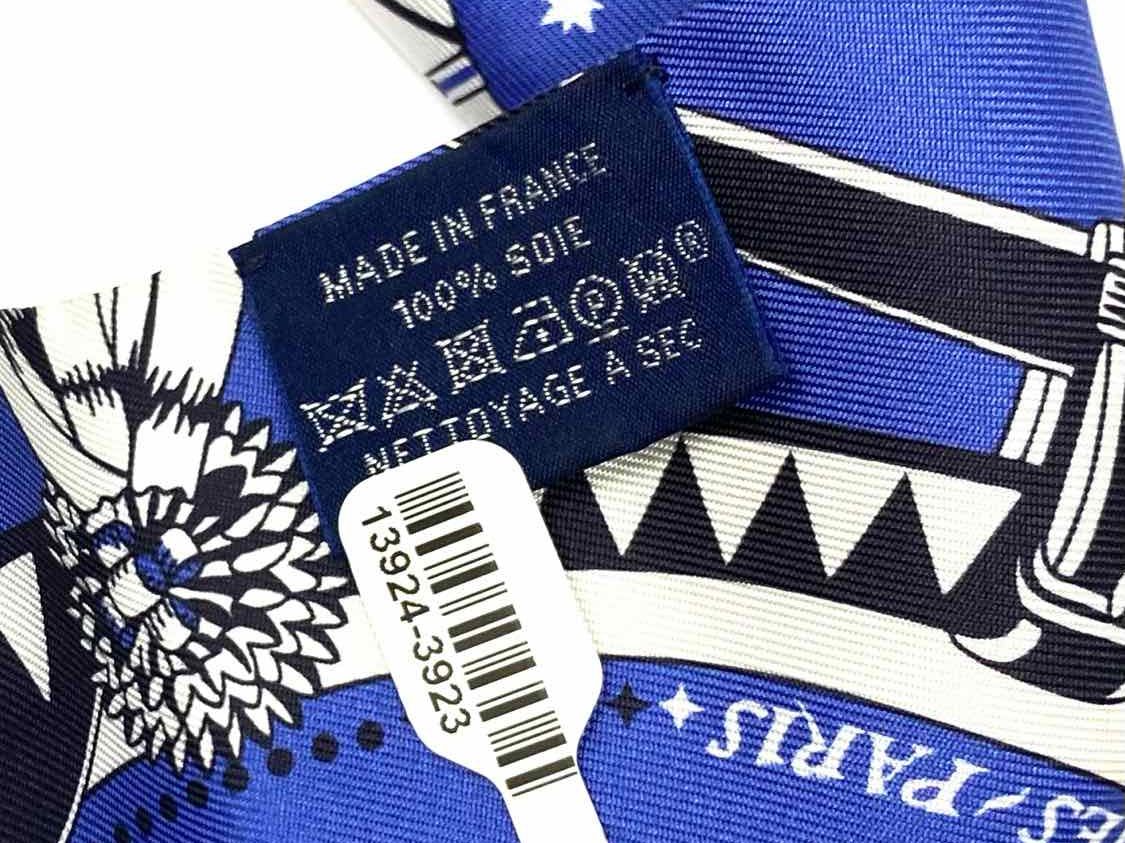 MADE IN FRANCE
100% SOIE
®
NETTOYAGE A SEC
13924-3923
PARIS